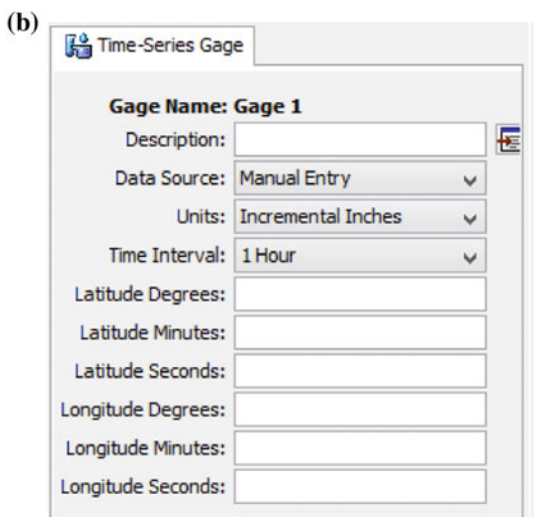 (b)
Time-Series Gage
Gage Name: Gage 1
Description:
Data Source: Manual Entry
Units: Incremental Inches
Time Interval: 1 Hour
Latitude Degrees:
Latitude Minutes:
Latitude Seconds:
Longitude Degrees:
Longitude Minutes:
Longitude Seconds: